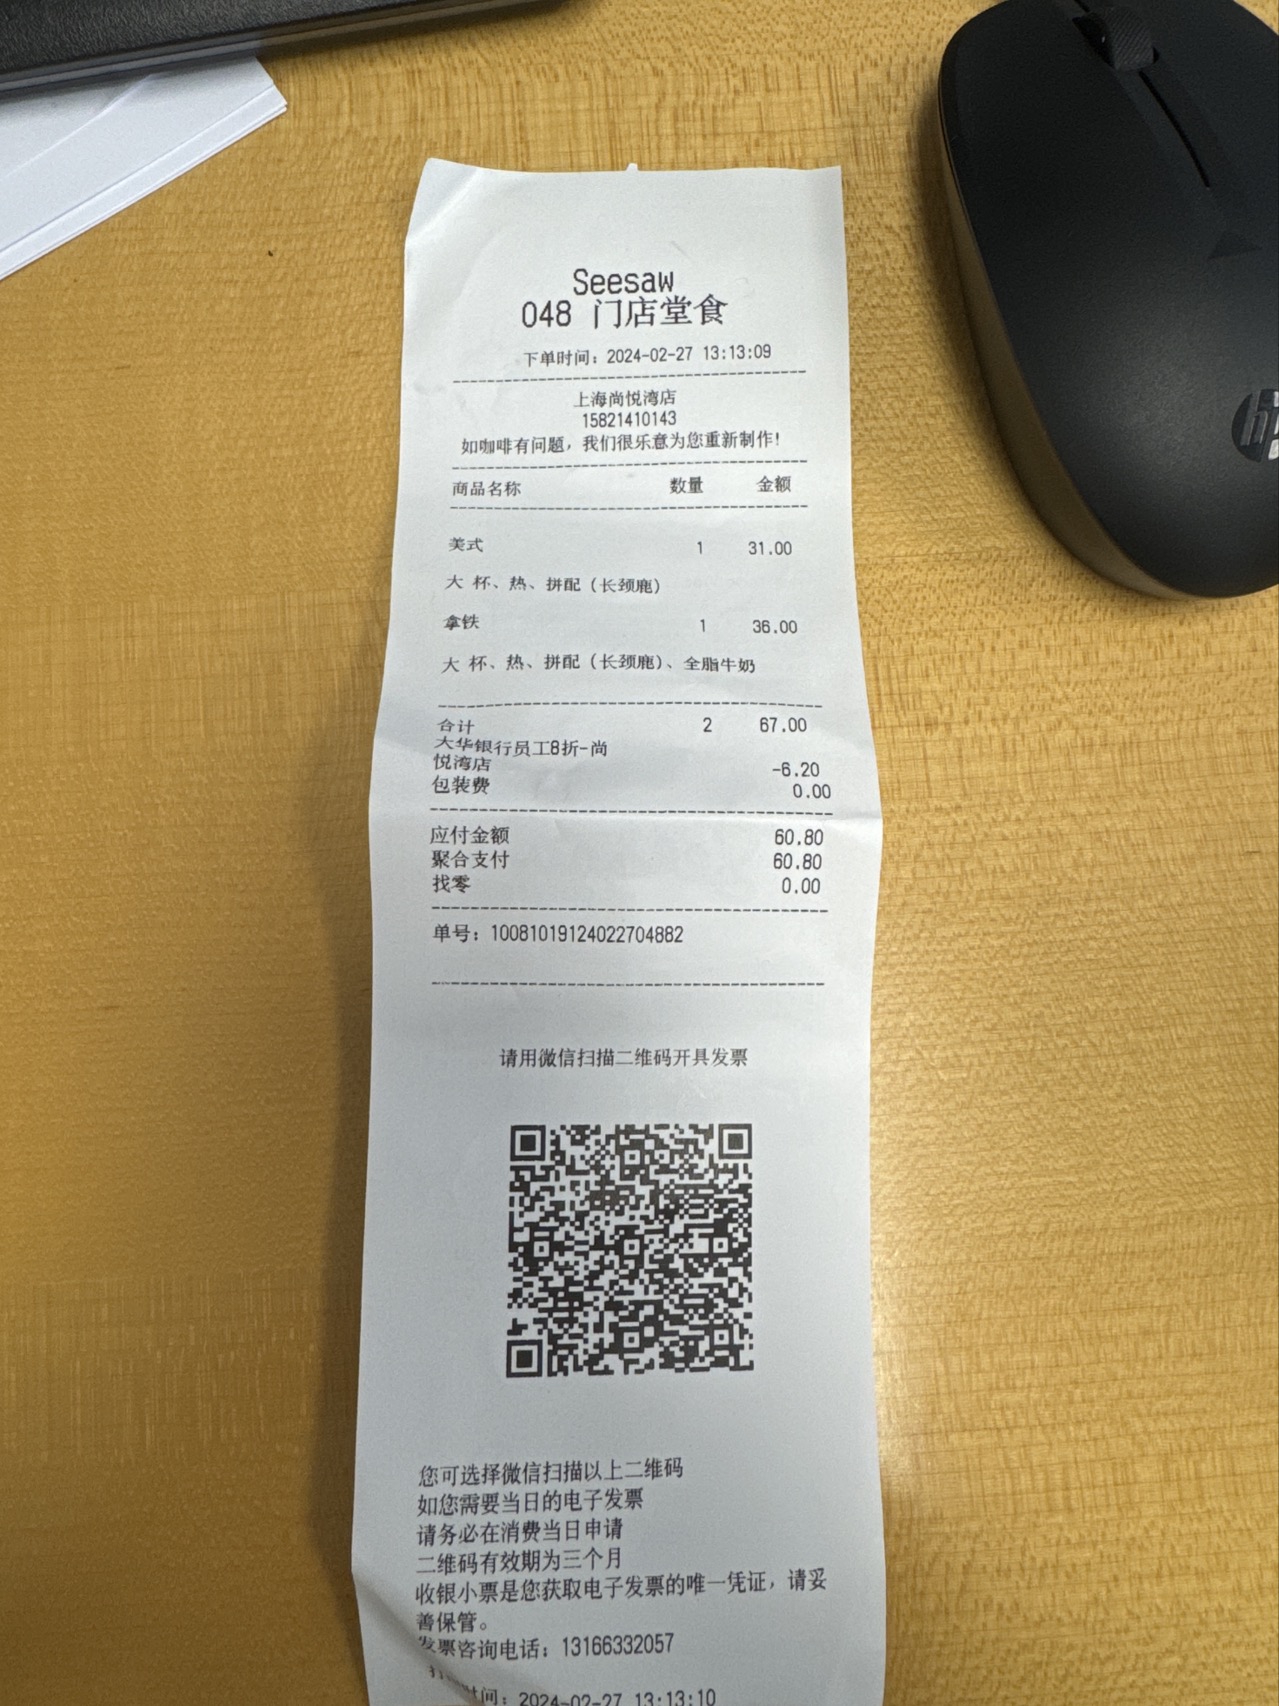 Seesaw
048 门店堂食
下单时间：2024-02-27 13:13:09
上海尚悦湾店
15821410143
如咖啡有问题，我们很乐意为您重新制作！
商品名称 数量 金额
美式 1 31.00
大 杯、热、拼配（长颈鹿）
拿铁 1 36.00
大 杯、热、拼配（长颈鹿）、全脂牛奶
合计 2 67.00
大华银行员工8折-尚
悦湾店 -6.20
包装费 0.00
应付金额 60.80
聚合支付 60.80
找零 0.00
单号：10081019124022704882
请用微信扫描二维码开具发票
您可选择微信扫描以上二维码
如您需要当日的电子发票
请务必在消费当日申请
二维码有效期为三个月
收银小票是您获取电子发票的唯一凭证，请妥
善保管。
发票咨询电话：13166332057
时间：2024-02-27 13:13:10
hp